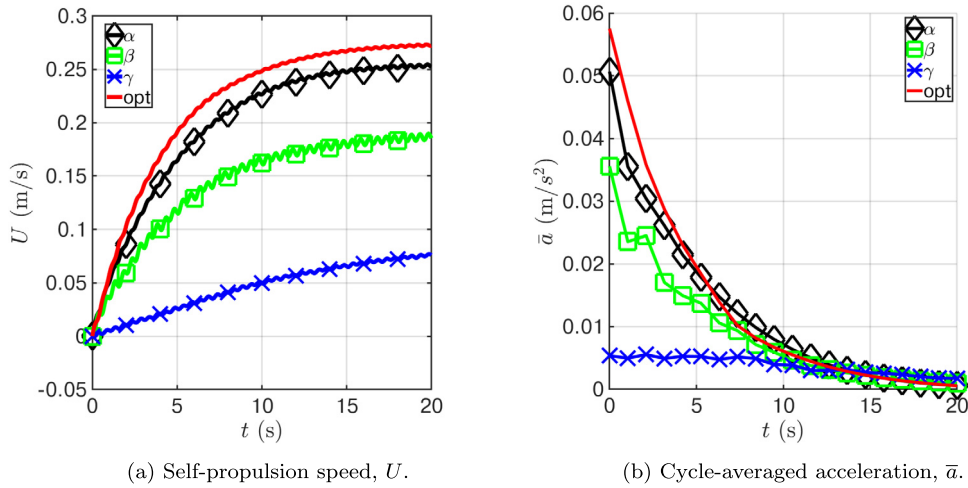 0.3
0.25
0.2
0.15
0.1
0.05
0
-0.05
U (m/s)
α
β
γ
opt
0 5 10 15 20
t (s)
(a) Self-propulsion speed, U.
0.06
0.05
0.04
0.03
0.02
0.01
0
ā (m/s²)
α
β
γ
opt
0 5 10 15 20
t (s)
(b) Cycle-averaged acceleration, a̅.